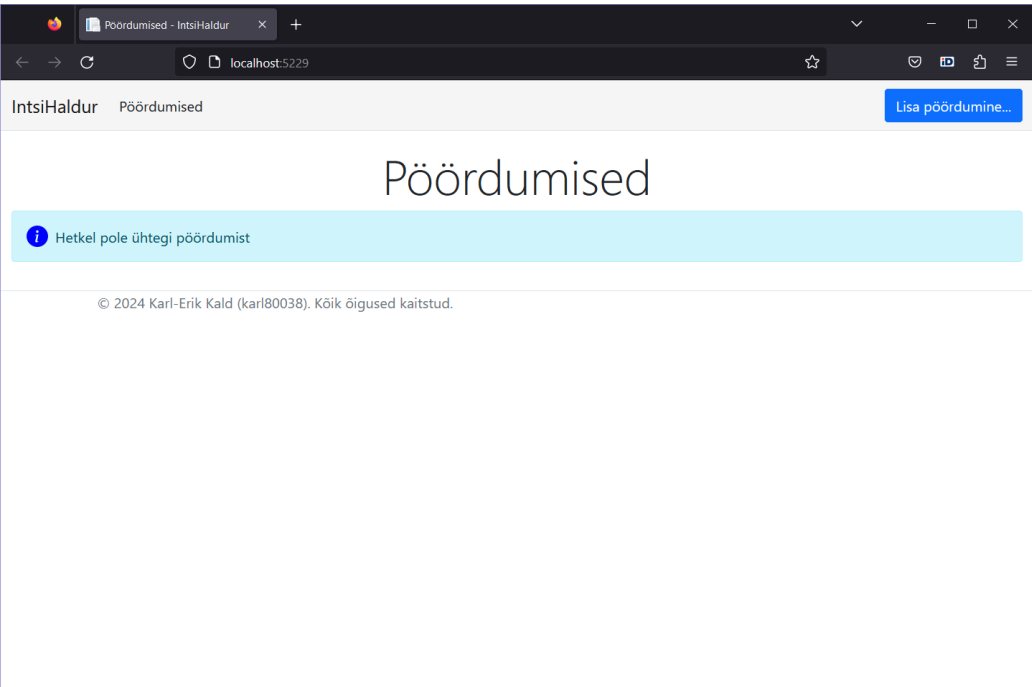 Pöördumised - IntsiHaldur
localhost:5229
IntsiHaldur Pöördumised Lisa pöördumine...
Pöördumised
Hetkel pole ühtegi pöördumist
© 2024 Karl-Erik Kald (karl80038). Kõik õigused kaitstud.